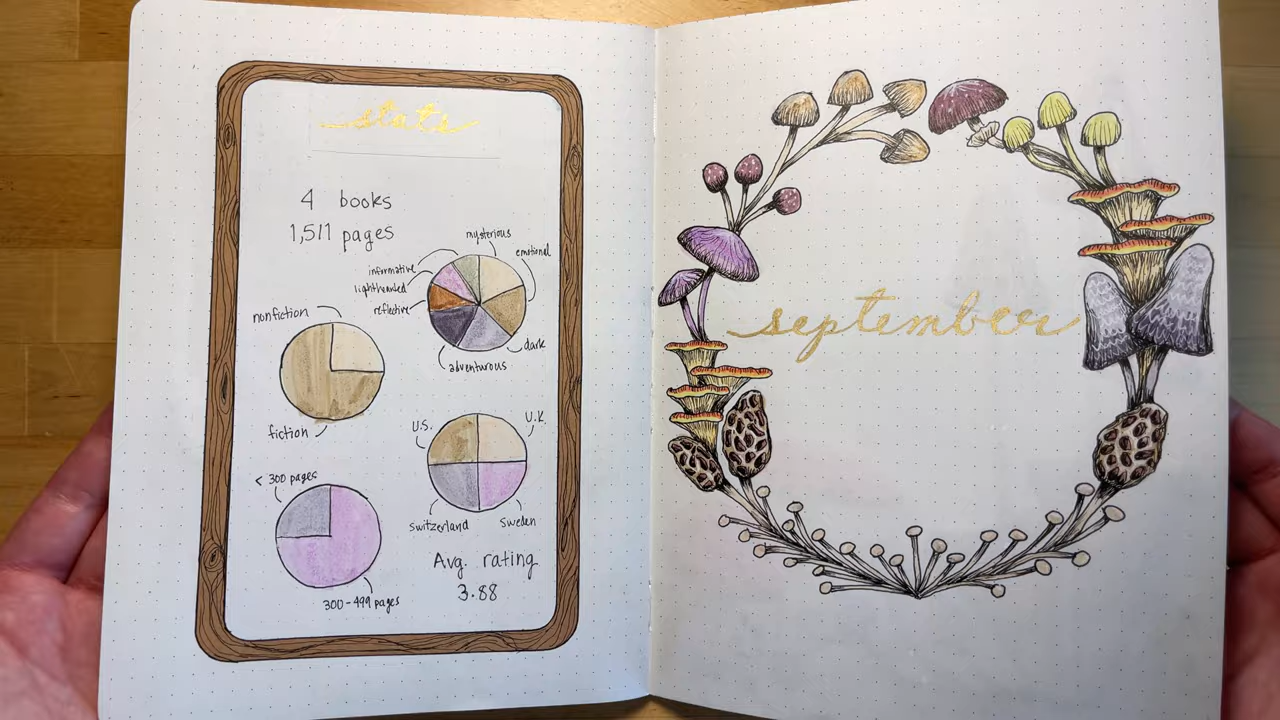 stats
4 books
1,511 pages
mysterious
emotional
informative
lighthearted
reflective
dark
adventurous
nonfiction
fiction
U.S.
U.K.
Switzerland
Sweden
< 300 pages
300-499 pages
Avg. rating
3.88
september